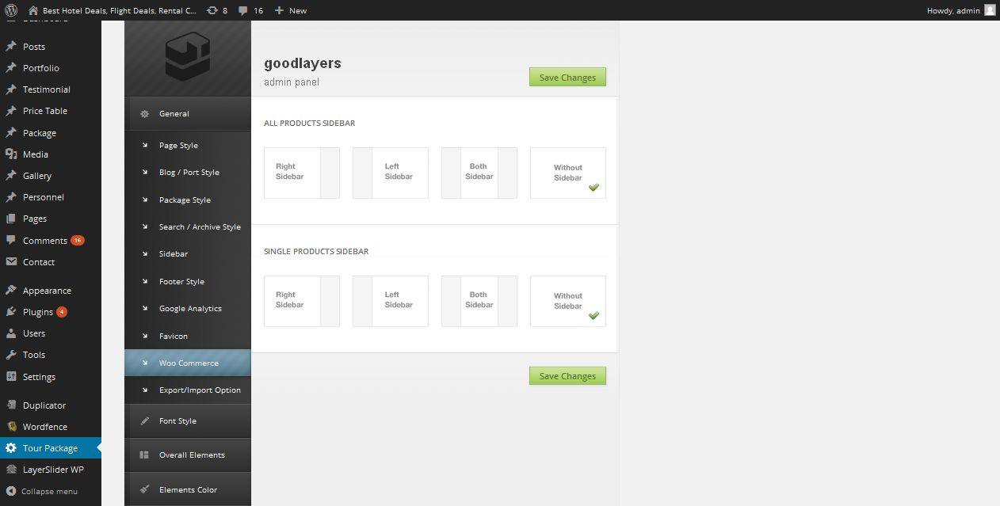 Best Hotel Deals, Flight Deals, Rental C...
8
16
New
Howdy, admin
Dashboard
Posts
Portfolio
Testimonial
Price Table
Package
Media
Gallery
Personnel
Pages
Comments 16
Contact
Appearance
Plugins 4
Users
Tools
Settings
Duplicator
Wordfence
Tour Package
LayerSlider WP
Collapse menu
General
Page Style
Blog / Port Style
Package Style
Search / Archive Style
Sidebar
Footer Style
Google Analytics
Favicon
Woo Commerce
Export/Import Option
Font Style
Overall Elements
Elements Color
goodlayers
admin panel
Save Changes
ALL PRODUCTS SIDEBAR
Right
Sidebar
Left
Sidebar
Both
Sidebar
Without
Sidebar
SINGLE PRODUCTS SIDEBAR
Right
Sidebar
Left
Sidebar
Both
Sidebar
Without
Sidebar
Save Changes